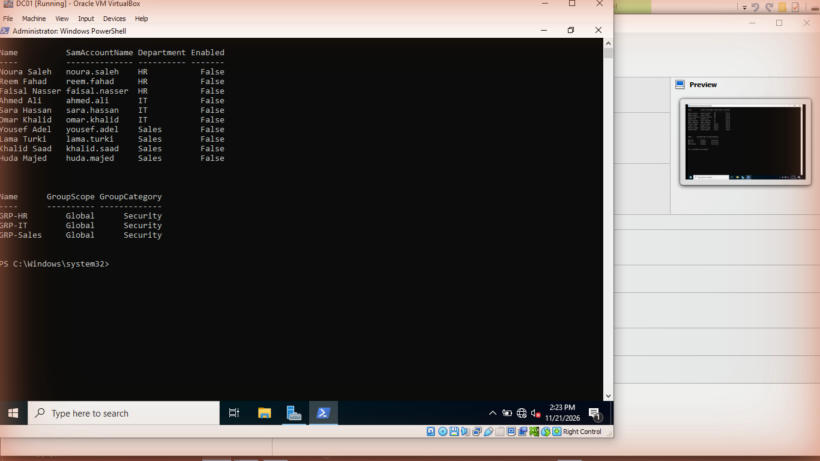 DC01 [Running] - Oracle VM VirtualBox
File Machine View Input Devices Help
Administrator: Windows PowerShell
Name SamAccountName Department Enabled
---- -------------- ---------- -------
Noura Saleh noura.saleh HR False
Reem Fahad reem.fahad HR False
Faisal Nasser faisal.nasser HR False
Ahmed Ali ahmed.ali IT False
Sara Hassan sara.hassan IT False
Omar Khalid omar.khalid IT False
Yousef Adel yousef.adel Sales False
Lama Turki lama.turki Sales False
Khalid Saad khalid.saad Sales False
Huda Majed huda.majed Sales False
Name GroupScope GroupCategory
---- ---------- -------------
GRP-HR Global Security
GRP-IT Global Security
GRP-Sales Global Security
PS C:\Windows\system32>
Preview
Type here to search
2:23 PM
11/21/2026
1
Right Control